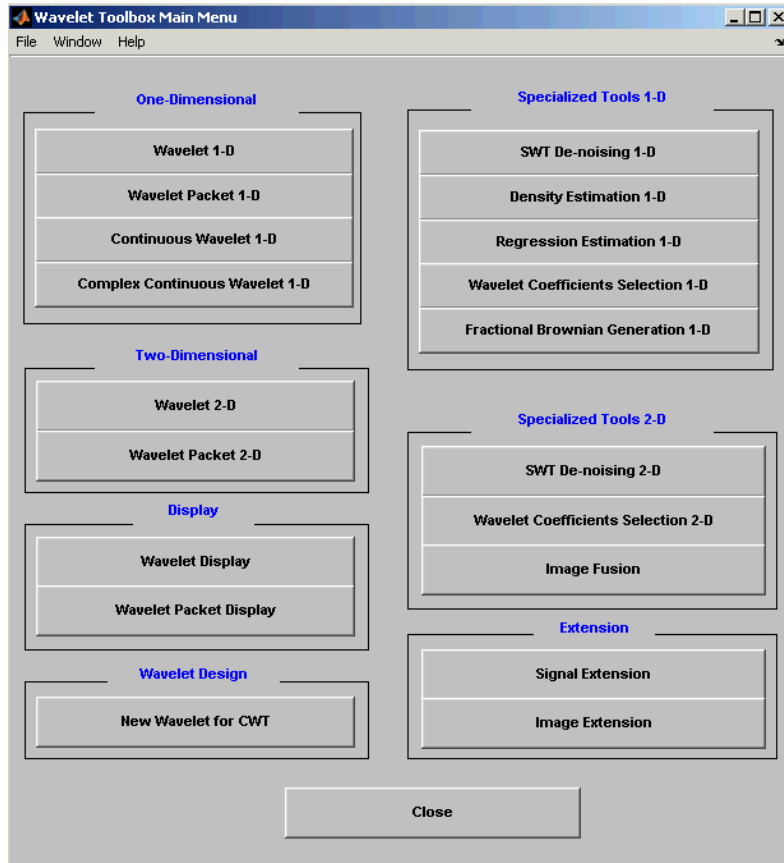 Wavelet Toolbox Main Menu
File Window Help
One-Dimensional
Wavelet 1-D
Wavelet Packet 1-D
Continuous Wavelet 1-D
Complex Continuous Wavelet 1-D
Two-Dimensional
Wavelet 2-D
Wavelet Packet 2-D
Display
Wavelet Display
Wavelet Packet Display
Wavelet Design
New Wavelet for CWT
Specialized Tools 1-D
SWT De-noising 1-D
Density Estimation 1-D
Regression Estimation 1-D
Wavelet Coefficients Selection 1-D
Fractional Brownian Generation 1-D
Specialized Tools 2-D
SWT De-noising 2-D
Wavelet Coefficients Selection 2-D
Image Fusion
Extension
Signal Extension
Image Extension
Close